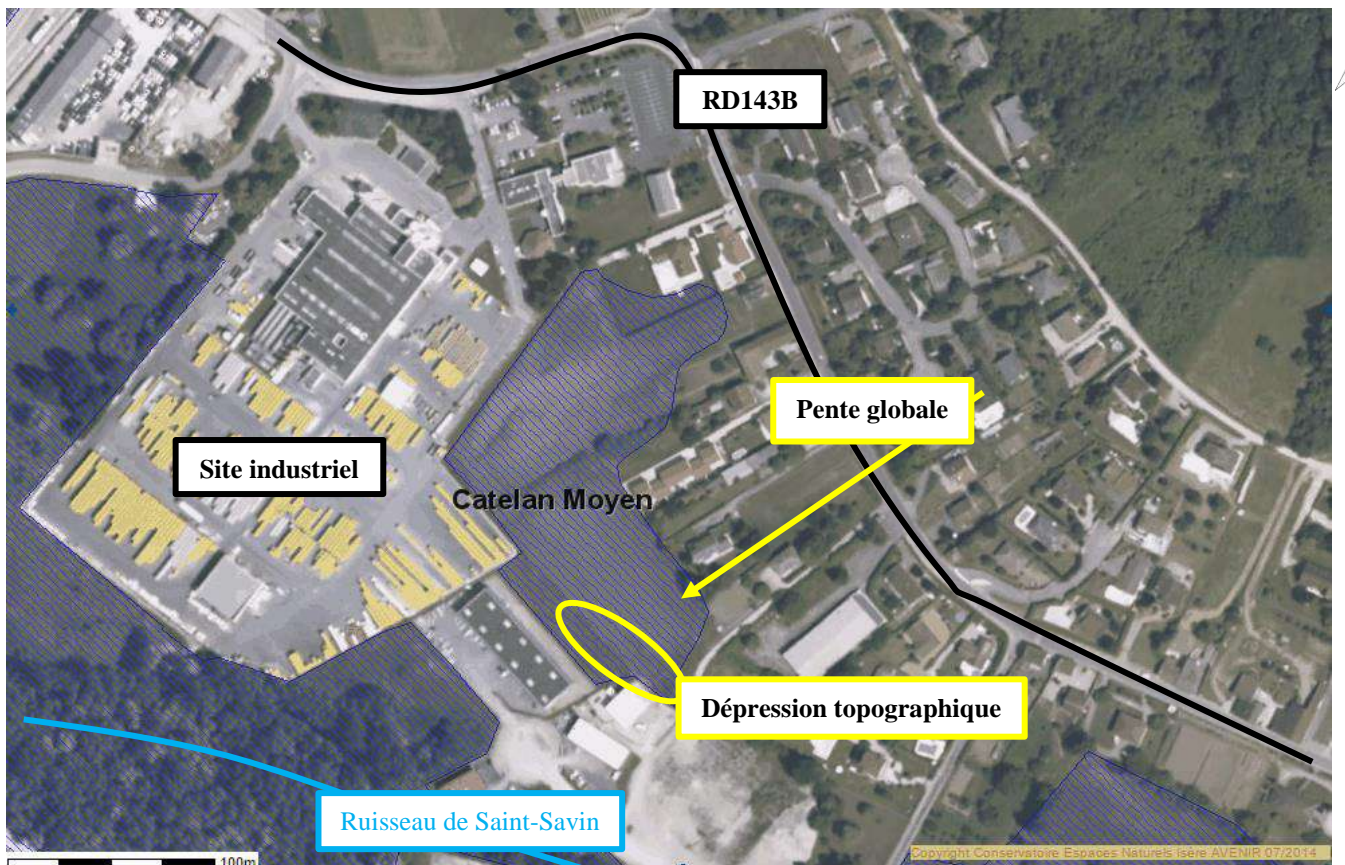 RD143B
Pente globale
Site industriel
Catelan Moyen
Dépression topographique
Ruisseau de Saint-Savin
100m
Copyright Conservatoire Espaces Naturels Isère AVENIR 07/2014